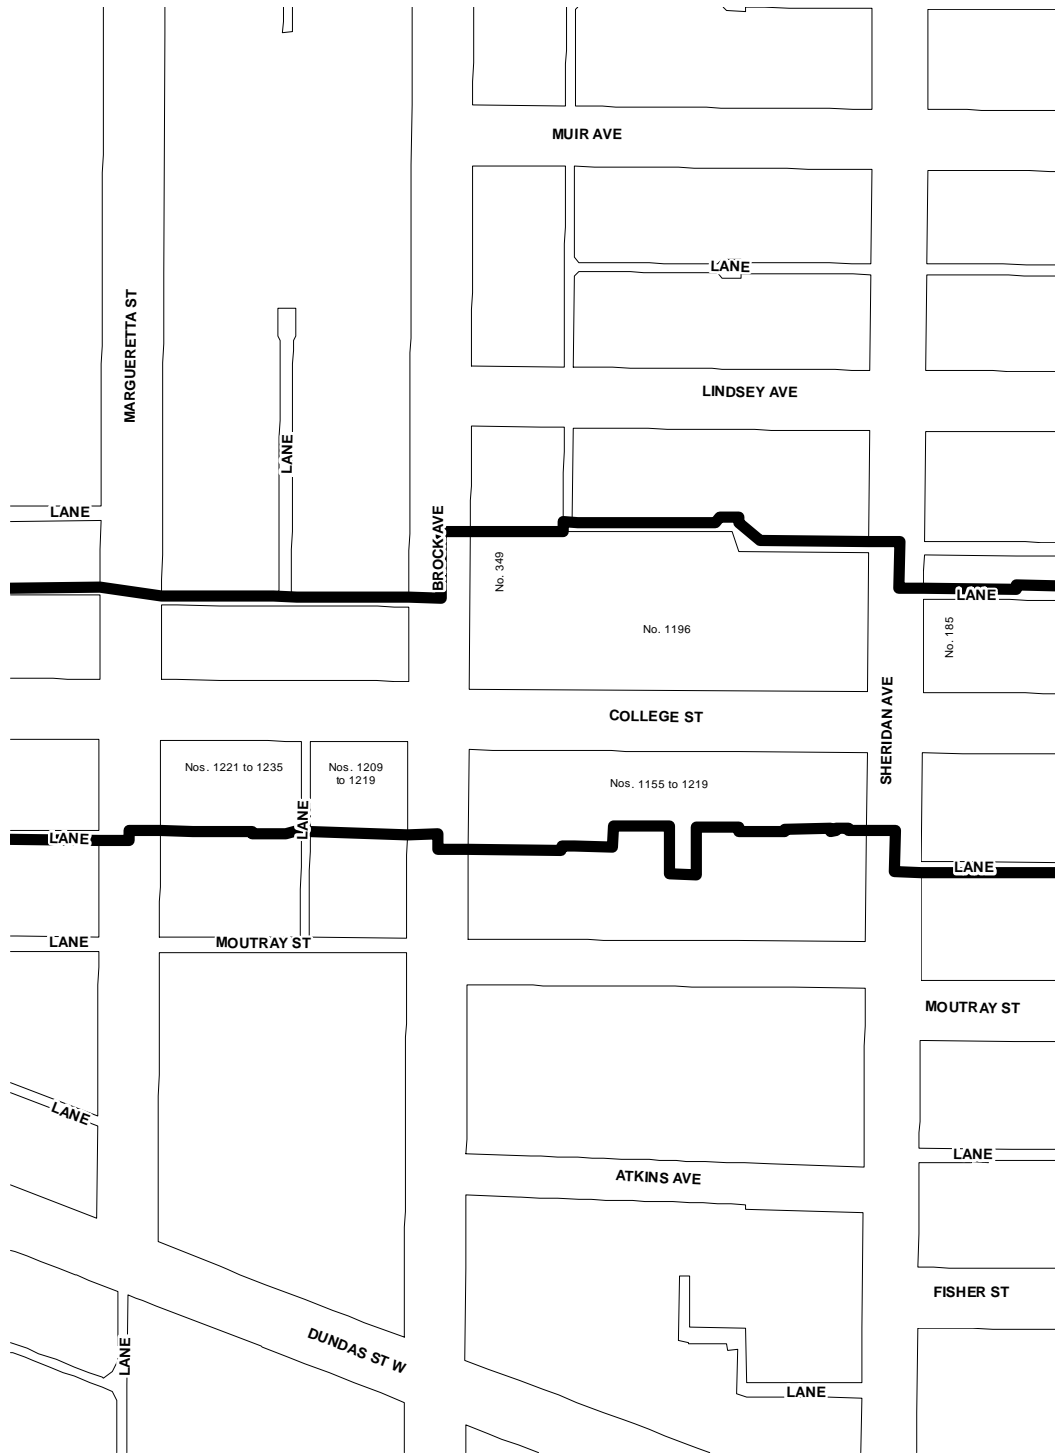 MUIR AVE
LANE
MARGUERETTA ST
LINDSEY AVE
LANE
LANE
BROCK AVE
No. 349
LANE
No. 1196
No. 185
COLLEGE ST
SHERIDAN AVE
Nos. 1221 to 1235
Nos. 1209
to 1219
Nos. 1155 to 1219
LANE
LANE
LANE
LANE
MOUTRAY ST
MOUTRAY ST
LANE
LANE
ATKINS AVE
FISHER ST
DUNDAS ST W
LANE
LANE